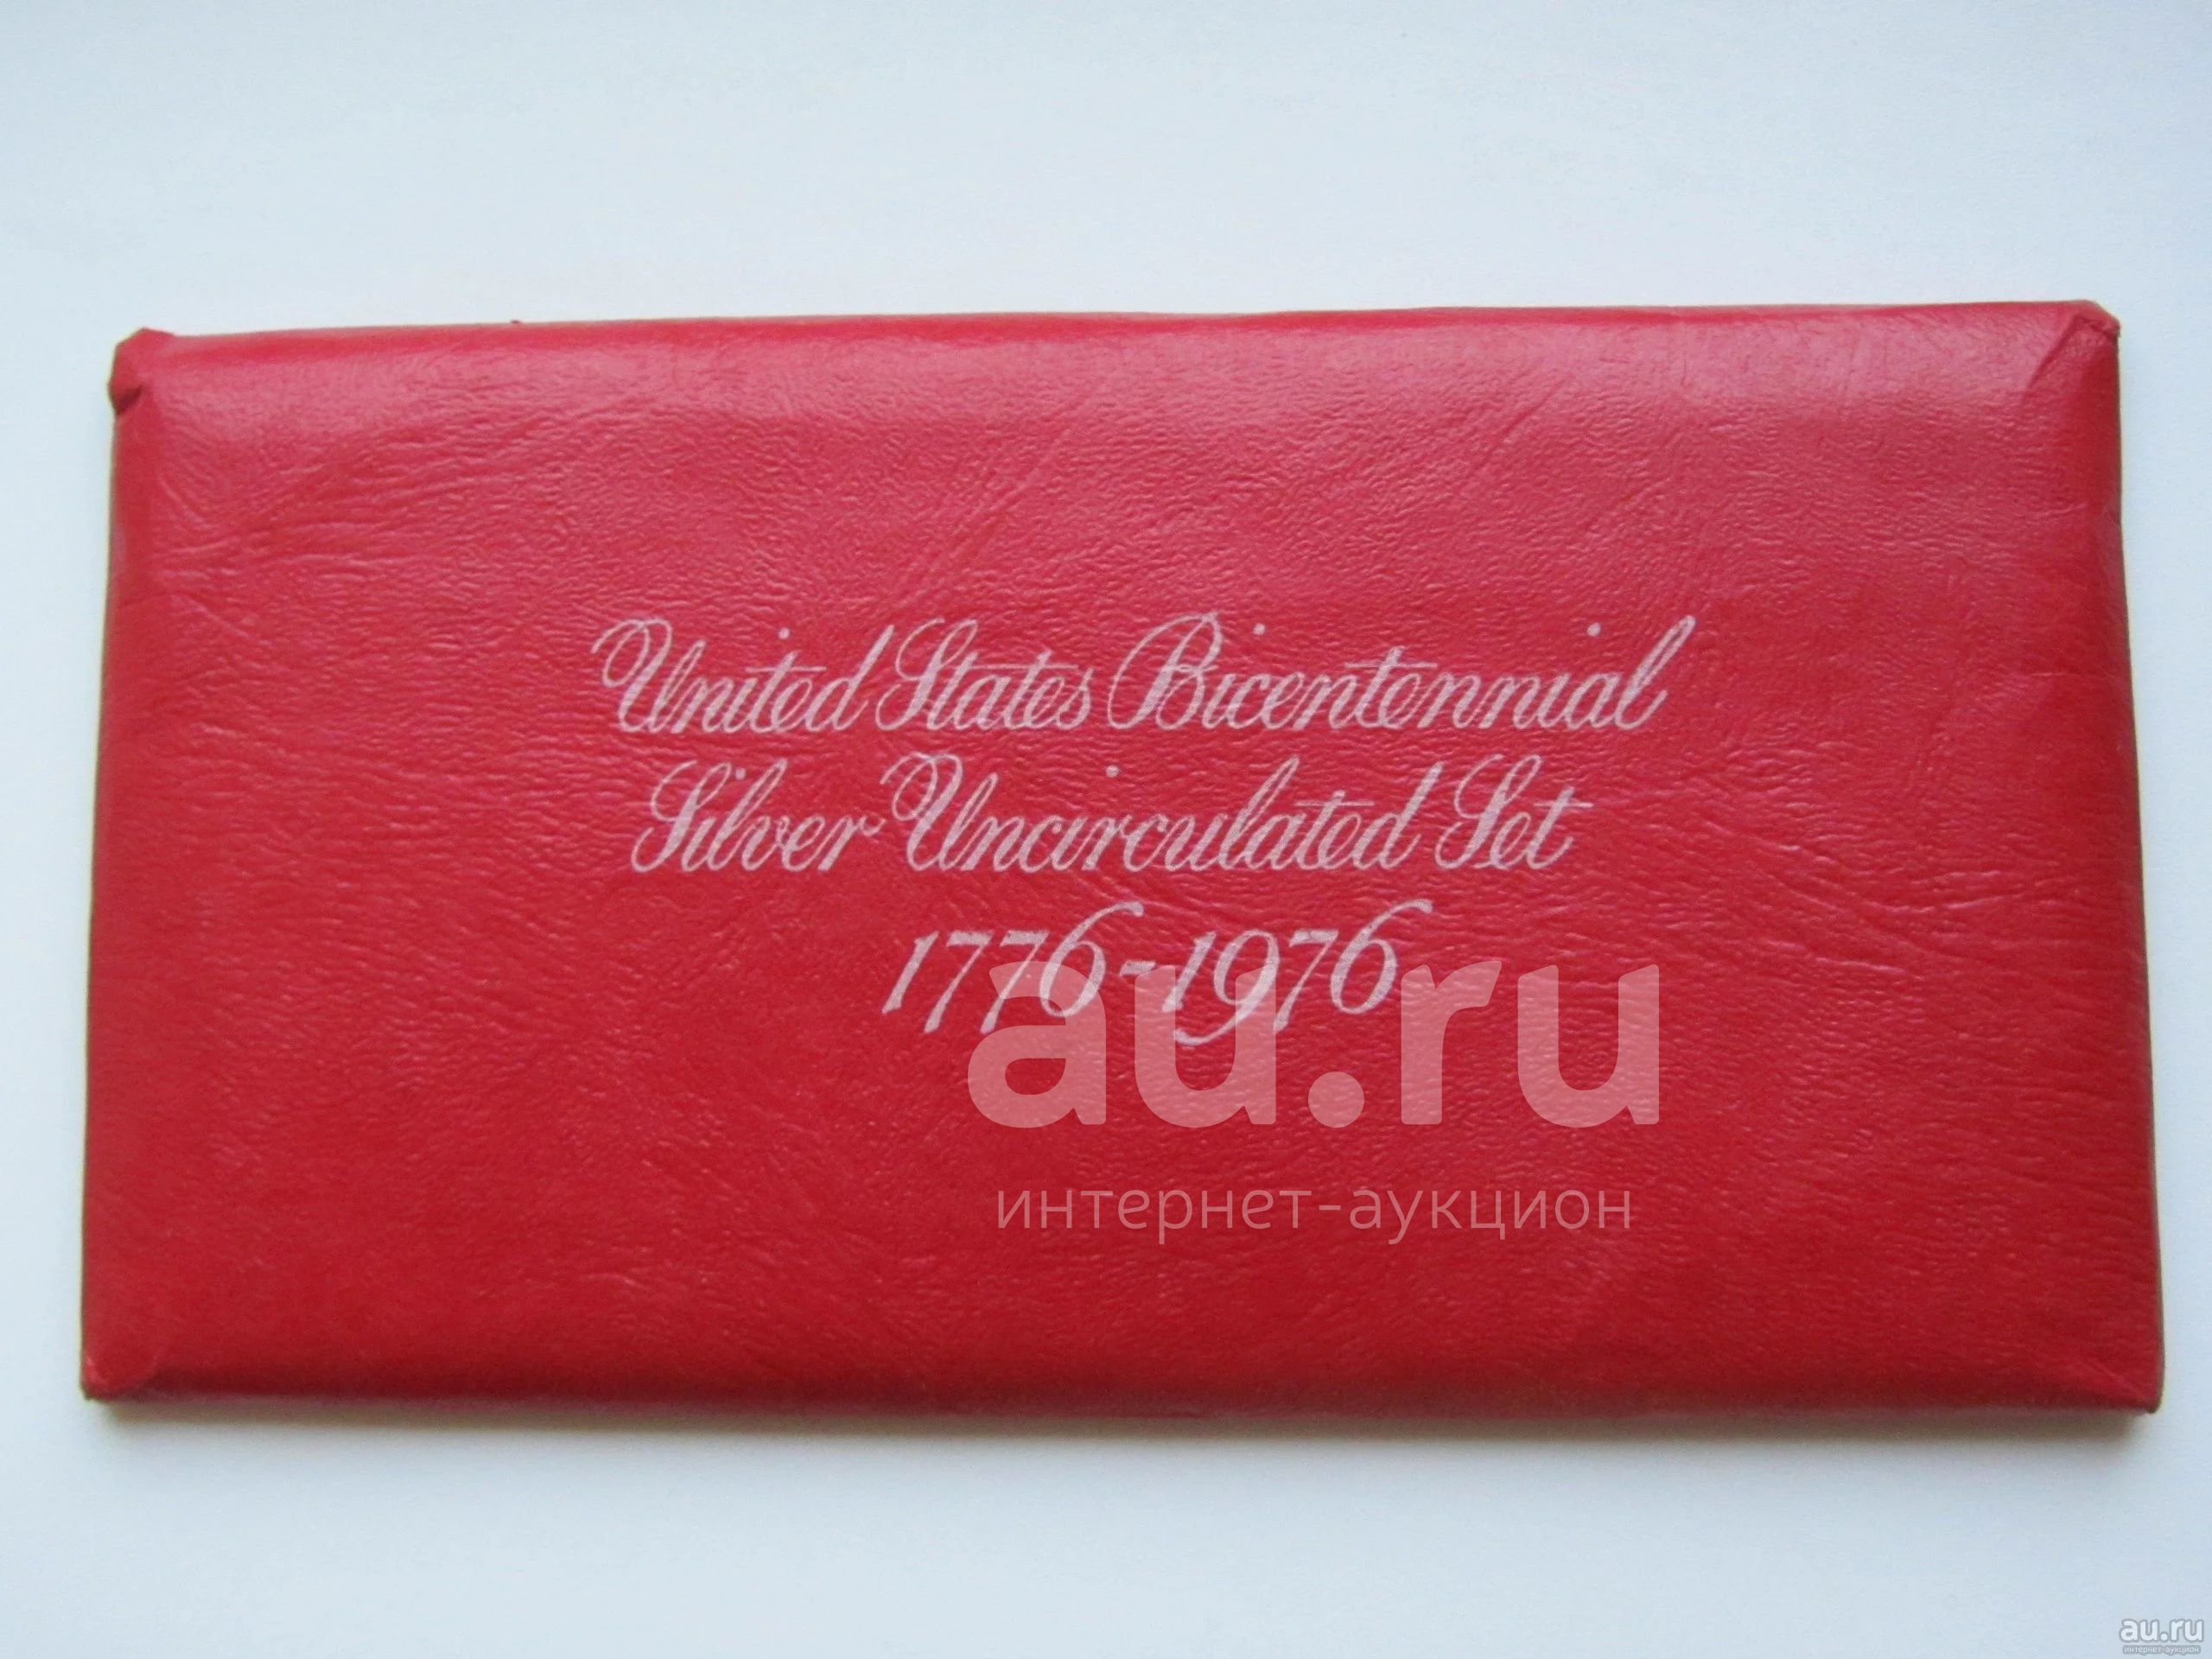 United States Bicentennial
Silver Uncirculated Set
1776-1976
au.ru
интернет-аукцион
au.ru
интернет-аукцион